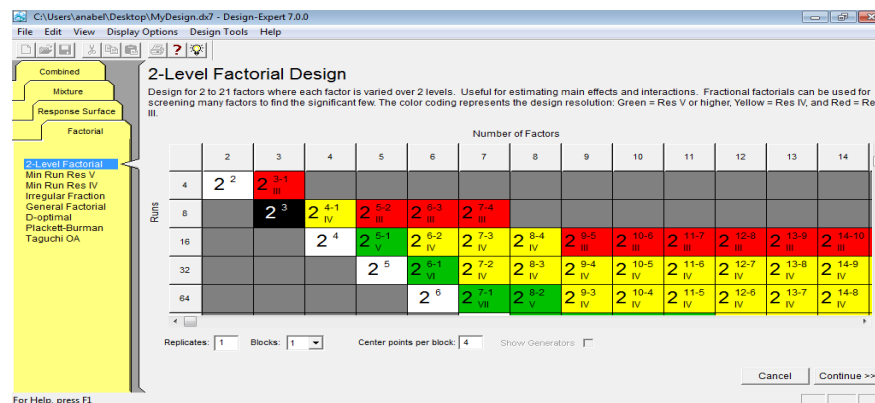 C:\Users\anabel\Desktop\MyDesign.dx7 - Design-Expert 7.0.0
File Edit View Display Options Design Tools Help
Combined
Mixture
Response Surface
Factorial
2-Level Factorial
Min Run Res V
Min Run Res IV
Irregular Fraction
General Factorial
D-optimal
Plackett-Burman
Taguchi OA
2-Level Factorial Design
Design for 2 to 21 factors where each factor is varied over 2 levels. Useful for estimating main effects and interactions. Fractional factorials can be used for
screening many factors to find the significant few. The color coding represents the design resolution: Green = Res V or higher, Yellow = Res IV, and Red = Re
III.
Number of Factors
2 3 4 5 6 7 8 9 10 11 12 13 14
Runs
4 2 2 2 3-1 III
8 2 3 2 4-1 IV 2 5-2 III 2 6-3 III 2 7-4 III
16 2 4 2 5-1 V 2 6-2 IV 2 7-3 IV 2 8-4 IV 2 9-5 III 2 10-6 III 2 11-7 III 2 12-8 III 2 13-9 III 2 14-10 III
32 2 5 2 6-1 VI 2 7-2 IV 2 8-3 IV 2 9-4 IV 2 10-5 IV 2 11-6 IV 2 12-7 IV 2 13-8 IV 2 14-9 IV
64 2 6 2 7-1 VII 2 8-2 V 2 9-3 IV 2 10-4 IV 2 11-5 IV 2 12-6 IV 2 13-7 IV 2 14-8 IV
Replicates: 1 Blocks: 1 Center points per block: 4 Show Generators
Cancel Continue >>
For Help, press F1